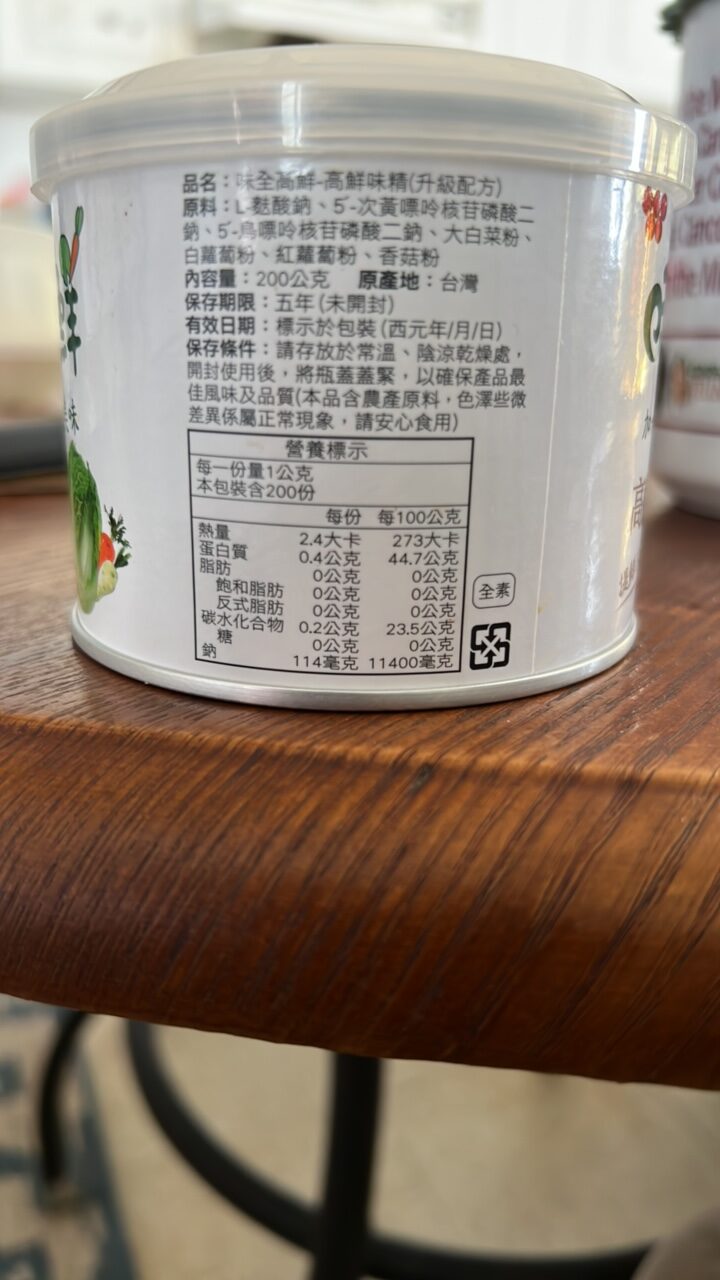 品名：味全高鮮-高鮮味精(升級配方)
原料：L-麩酸鈉、5´-次黃嘌呤核苷磷酸二
鈉、5´-鳥嘌呤核苷磷酸二鈉、大白菜粉、
白蘿蔔粉、紅蘿蔔粉、香菇粉
內容量：200公克 原產地：台灣
保存期限：五年(未開封)
有效日期：標示於包裝(西元年/月/日)
保存條件：請存放於常溫、陰涼乾燥處，
開封使用後，將瓶蓋蓋緊，以確保產品最
佳風味及品質(本品含農產原料，色澤些微
差異係屬正常現象，請安心食用)
營養標示
每一份量1公克
本包裝含200份
每份 每100公克
熱量 2.4大卡 273大卡
蛋白質 0.4公克 44.7公克
脂肪 0公克 0公克
飽和脂肪 0公克 0公克
反式脂肪 0公克 0公克
碳水化合物 0.2公克 23.5公克
糖 0公克 0公克
鈉 114毫克 11400毫克
全素
鮮
味
高